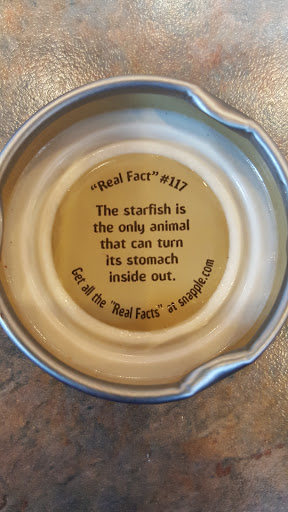 "Real Fact" #117
The starfish is
the only animal
that can turn
its stomach
inside out.
Get all the "Real Facts" at snapple.com